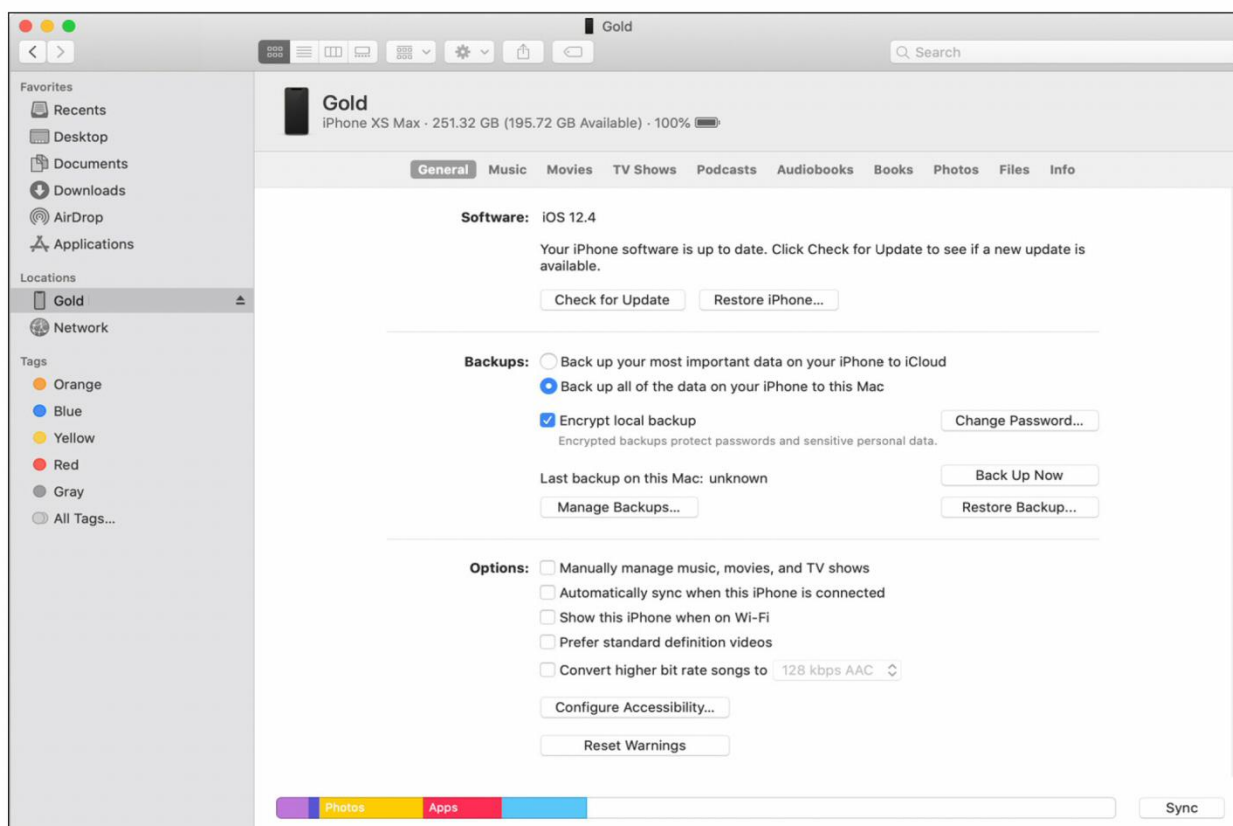 Gold
Search
Favorites
Recents
Desktop
Documents
Downloads
AirDrop
Applications
Locations
Gold
Network
Tags
Orange
Blue
Yellow
Red
Gray
All Tags...
Gold
iPhone XS Max · 251.32 GB (195.72 GB Available) · 100%
General Music Movies TV Shows Podcasts Audiobooks Books Photos Files Info
Software: iOS 12.4
Your iPhone software is up to date. Click Check for Update to see if a new update is
available.
Check for Update Restore iPhone...
Backups: Back up your most important data on your iPhone to iCloud
Back up all of the data on your iPhone to this Mac
Encrypt local backup Change Password...
Encrypted backups protect passwords and sensitive personal data.
Last backup on this Mac: unknown Back Up Now
Manage Backups... Restore Backup...
Options: Manually manage music, movies, and TV shows
Automatically sync when this iPhone is connected
Show this iPhone when on Wi-Fi
Prefer standard definition videos
Convert higher bit rate songs to 128 kbps AAC
Configure Accessibility...
Reset Warnings
Photos Apps Sync